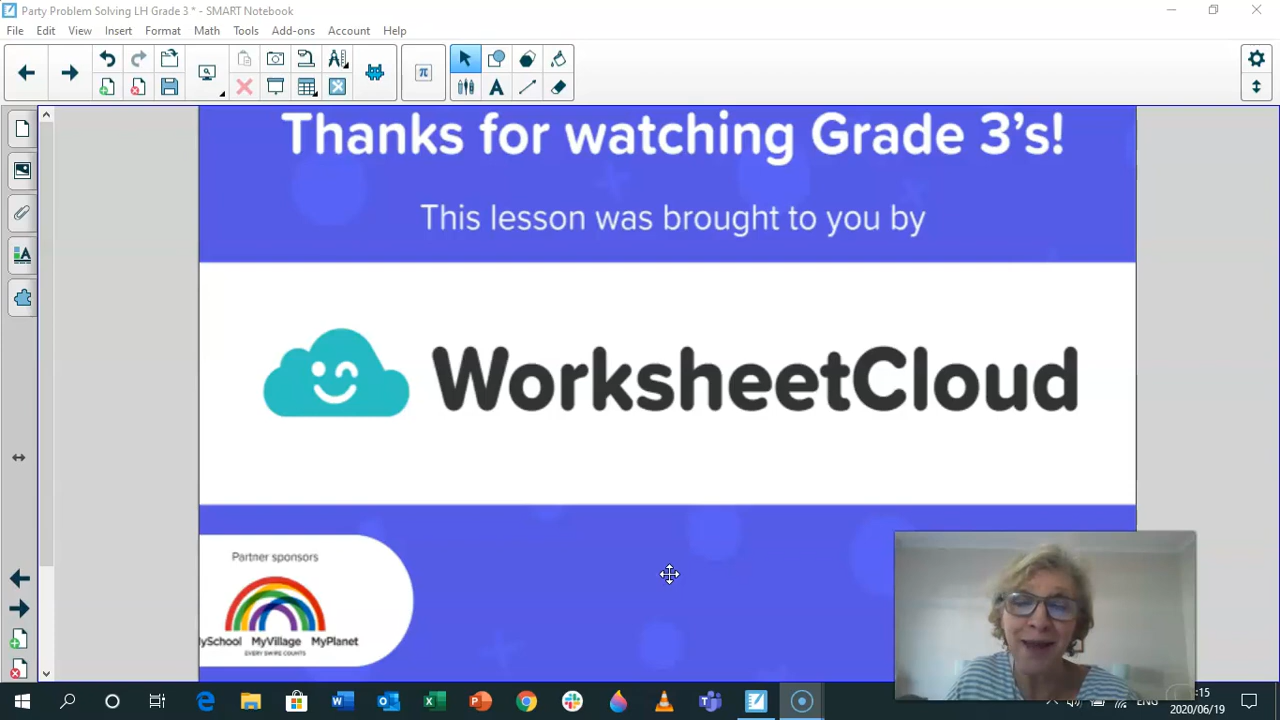 Party Problem Solving LH Grade 3 * - SMART Notebook
File Edit View Insert Format Math Tools Add-ons Account Help
π
A
Thanks for watching Grade 3's!
This lesson was brought to you by
WorksheetCloud
Partner sponsors
MySchool MyVillage MyPlanet
EVERY SWIPE COUNTS
:15
ENG
2020/06/19